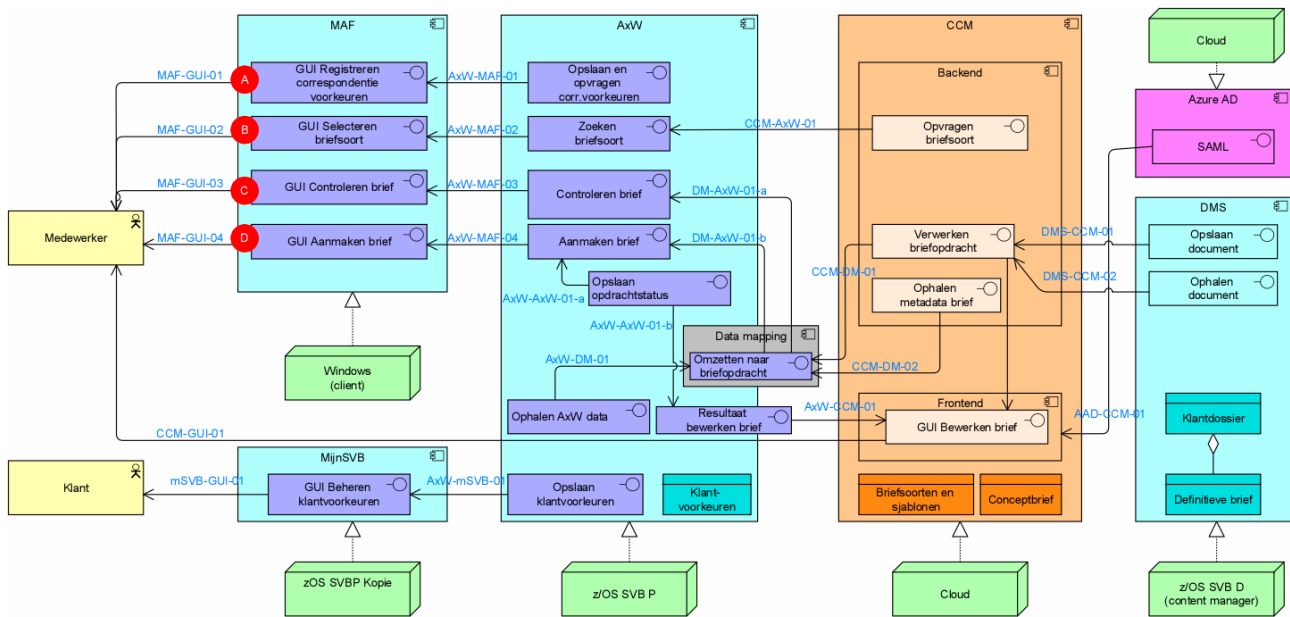 MAF
AxW
CCM
Cloud
MAF-GUI-01
A
GUI Registreren
correspondentie
voorkeuren
AxW-MAF-01
Opslaan en
opvragen
corr.voorkeuren
Backend
Azure AD
MAF-GUI-02
B
GUI Selecteren
briefsoort
AxW-MAF-02
Zoeken
briefsoort
CCM-AxW-01
Opvragen
briefsoort
SAML
MAF-GUI-03
C
GUI Controleren brief
AxW-MAF-03
Controleren brief
DM-AxW-01-a
DMS
Medewerker
MAF-GUI-04
D
GUI Aanmaken brief
AxW-MAF-04
Aanmaken brief
DM-AxW-01-b
Verwerken
briefopdracht
DMS-CCM-01
Opslaan
document
CCM-DM-01
AxW-AxW-01-a
Opslaan
opdrachtstatus
Ophalen
metadata brief
DMS-CCM-02
Ophalen
document
AxW-AxW-01-b
Data mapping
Windows
(client)
AxW-DM-01
Omzetten naar
briefopdracht
CCM-DM-02
Ophalen AxW data
Resultaat
bewerken brief
AxW-CCM-01
Frontend
GUI Bewerken brief
AAD-CCM-01
Klantdossier
CCM-GUI-01
MijnSVB
Klant
mSVB-GUI-01
GUI Beheren
klantvoorkeuren
AxW-mSVB-01
Opslaan
klantvoorleuren
Klant-
voorkeuren
Briefsoorten en
sjablonen
Conceptbrief
Definitieve brief
zOS SVBP Kopie
z/OS SVB P
Cloud
z/OS SVB D
(content manager)